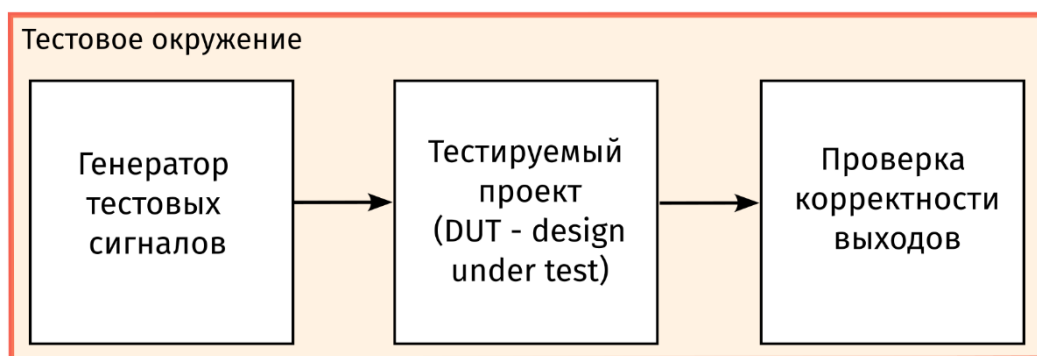 Тестовое окружение
Генератор
тестовых
сигналов
Тестируемый
проект
(DUT - design
under test)
Проверка
корректности
выходов